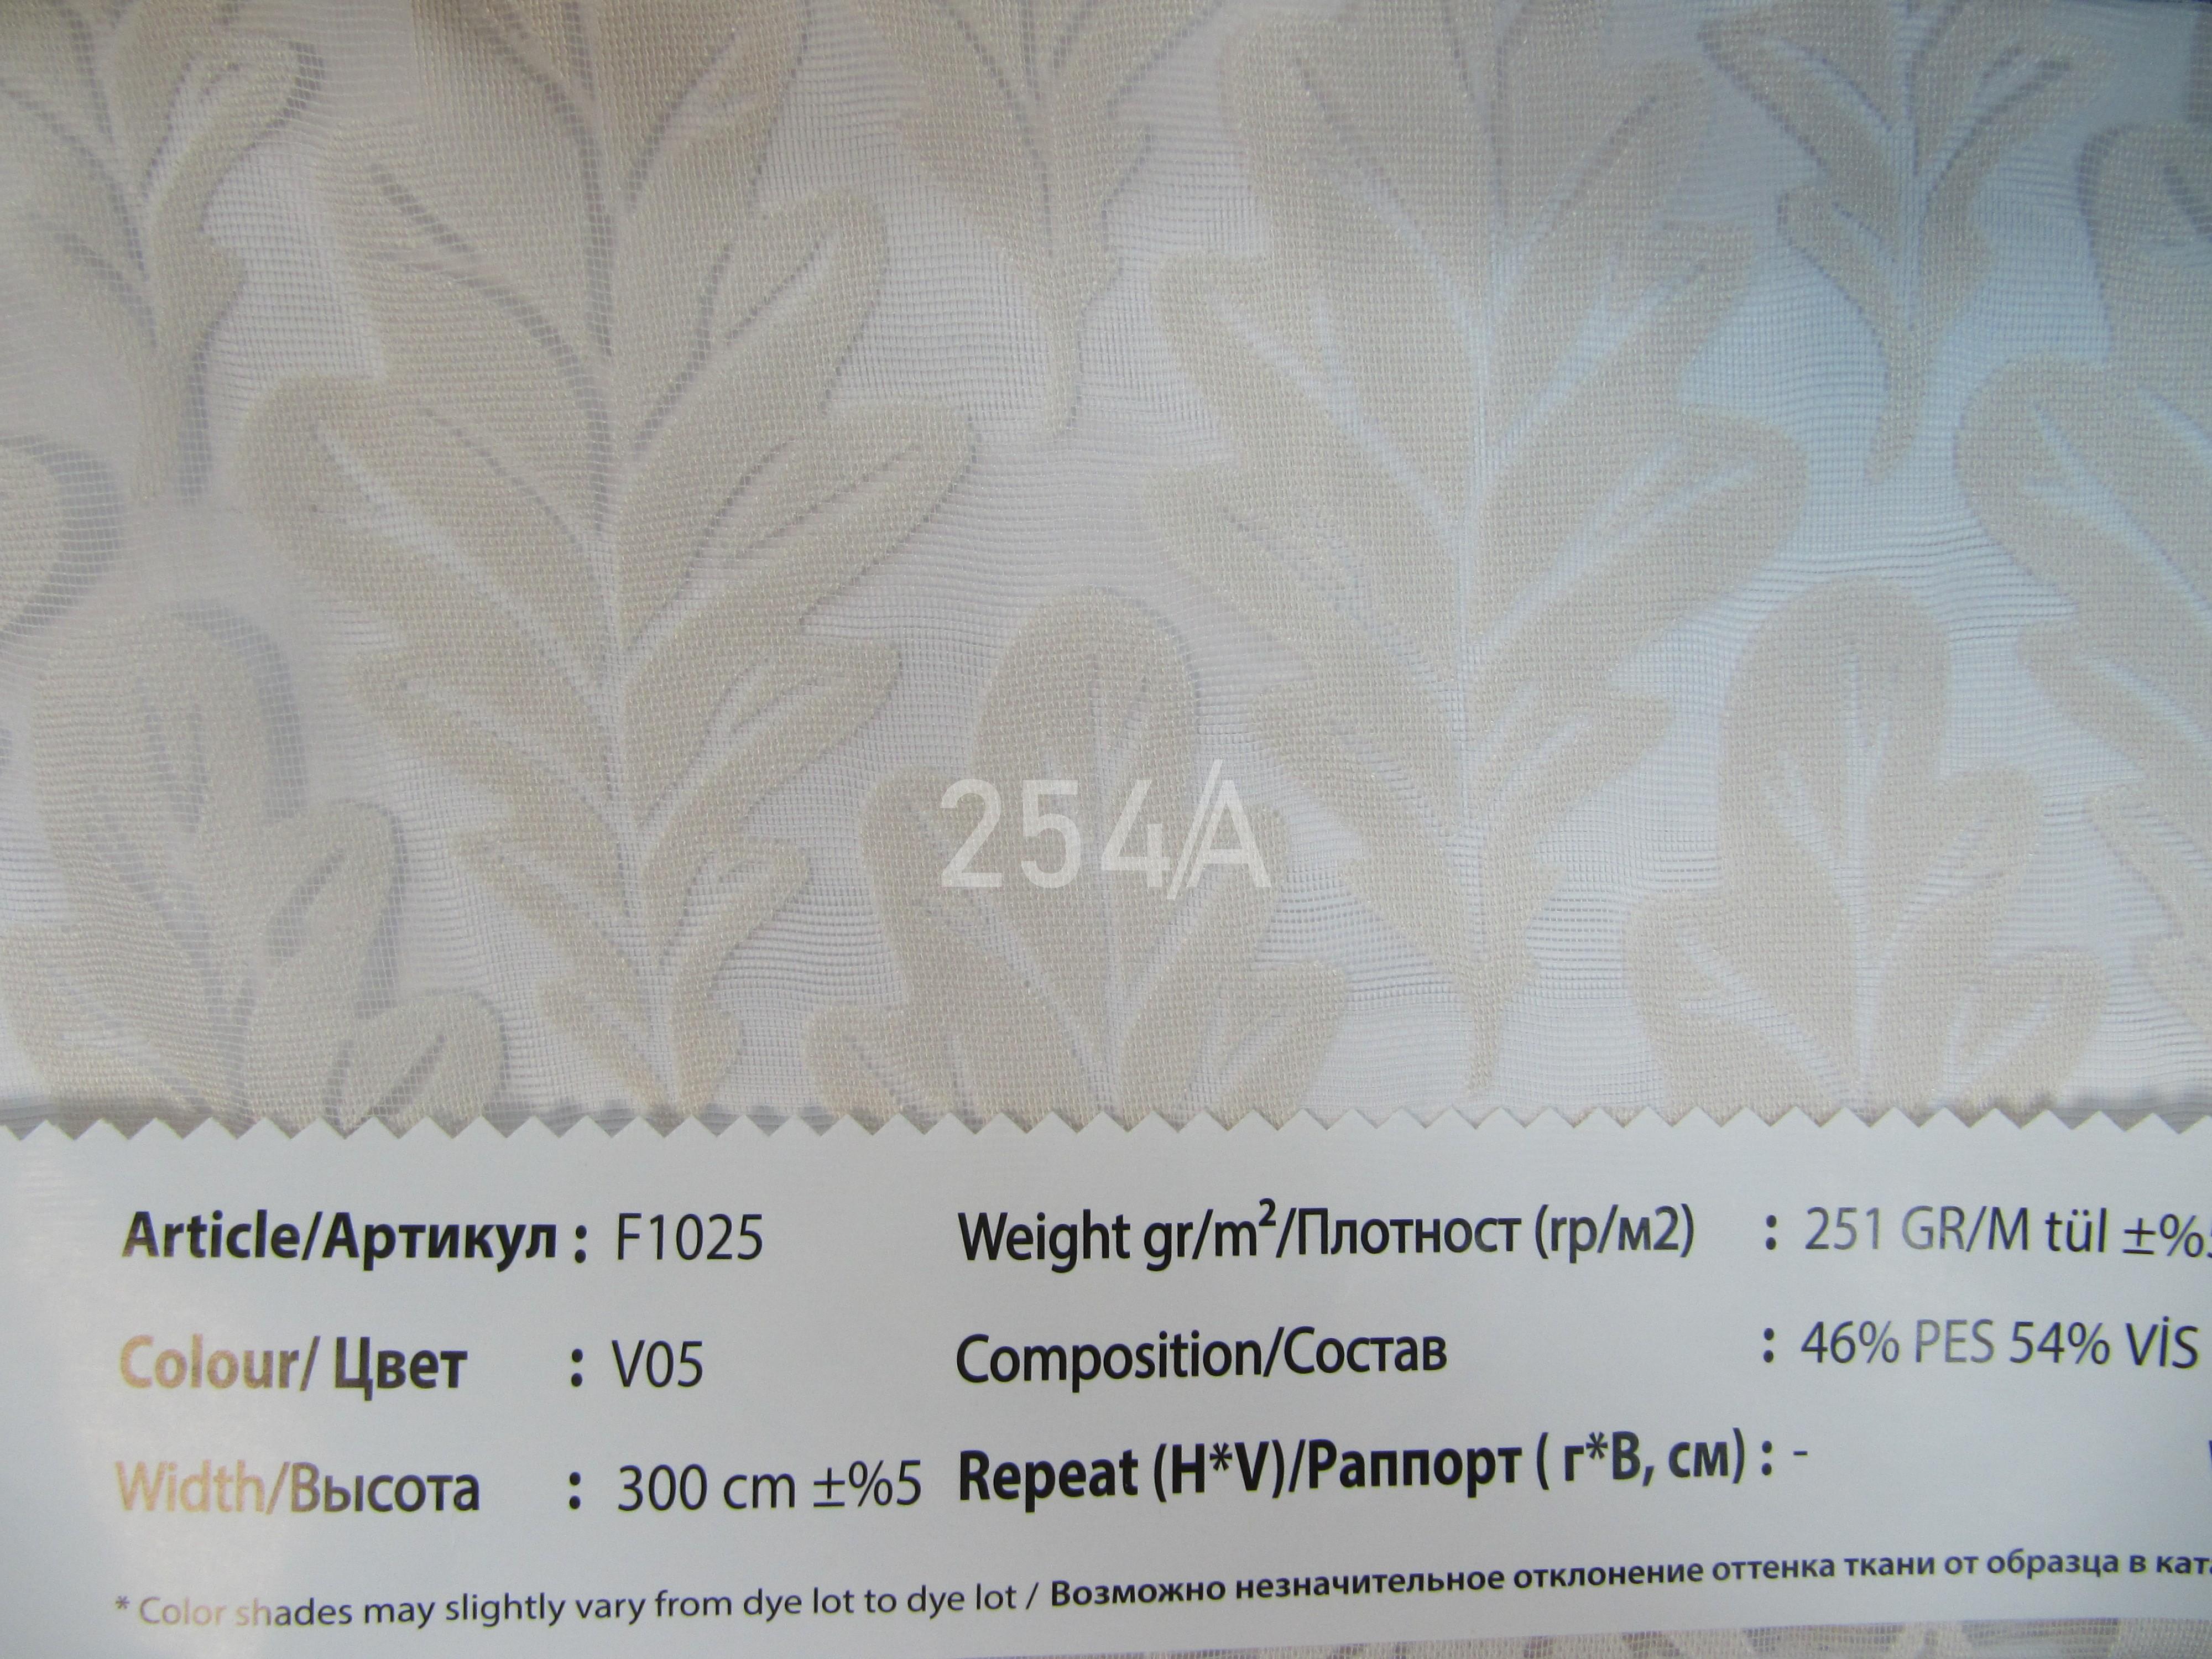 254/A
Article/Артикул : F1025
Weight gr/m²/Плотност (гр/м2) : 251 GR/M tül ±%
Colour/ Цвет : V05
Composition/Состав : 46% PES 54% VİS
Width/Высота : 300 cm ±%5
Repeat (H*V)/Раппорт ( г*В, см) : -
* Color shades may slightly vary from dye lot to dye lot / Возможно незначительное отклонение оттенка ткани от образца в